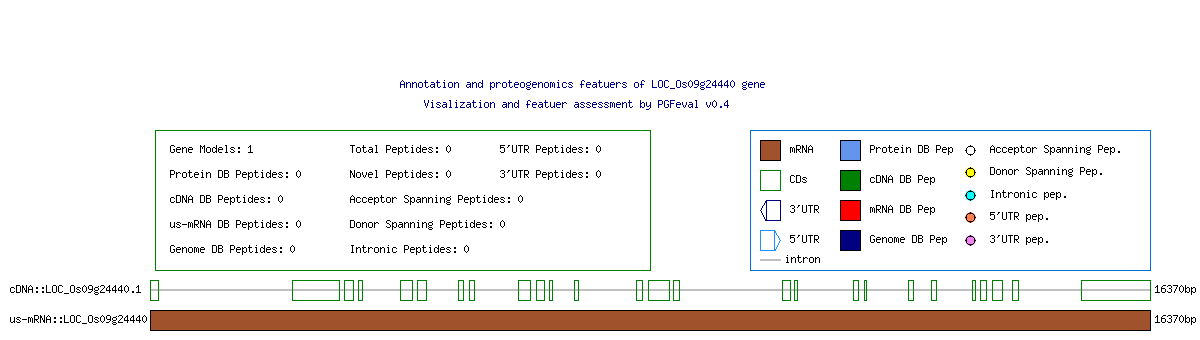 Annotation and proteogenomics featuers of LOC_Os09g24440 gene
Visalization and featuer assessment by PGFeval v0.4
Gene Models: 1 Total Peptides: 0 5'UTR Peptides: 0
Protein DB Peptides: 0 Novel Peptides: 0 3'UTR Peptides: 0
cDNA DB Peptides: 0 Acceptor Spanning Peptides: 0
us-mRNA DB Peptides: 0 Donor Spanning Peptides: 0
Genome DB Peptides: 0 Intronic Peptides: 0
mRNA Protein DB Pep Acceptor Spanning Pep.
CDs cDNA DB Pep Donor Spanning Pep.
3'UTR mRNA DB Pep Intronic pep.
5'UTR Genome DB Pep 5'UTR pep.
intron 3'UTR pep.
cDNA::LOC_Os09g24440.1 16370bp
us-mRNA::LOC_Os09g24440 16370bp